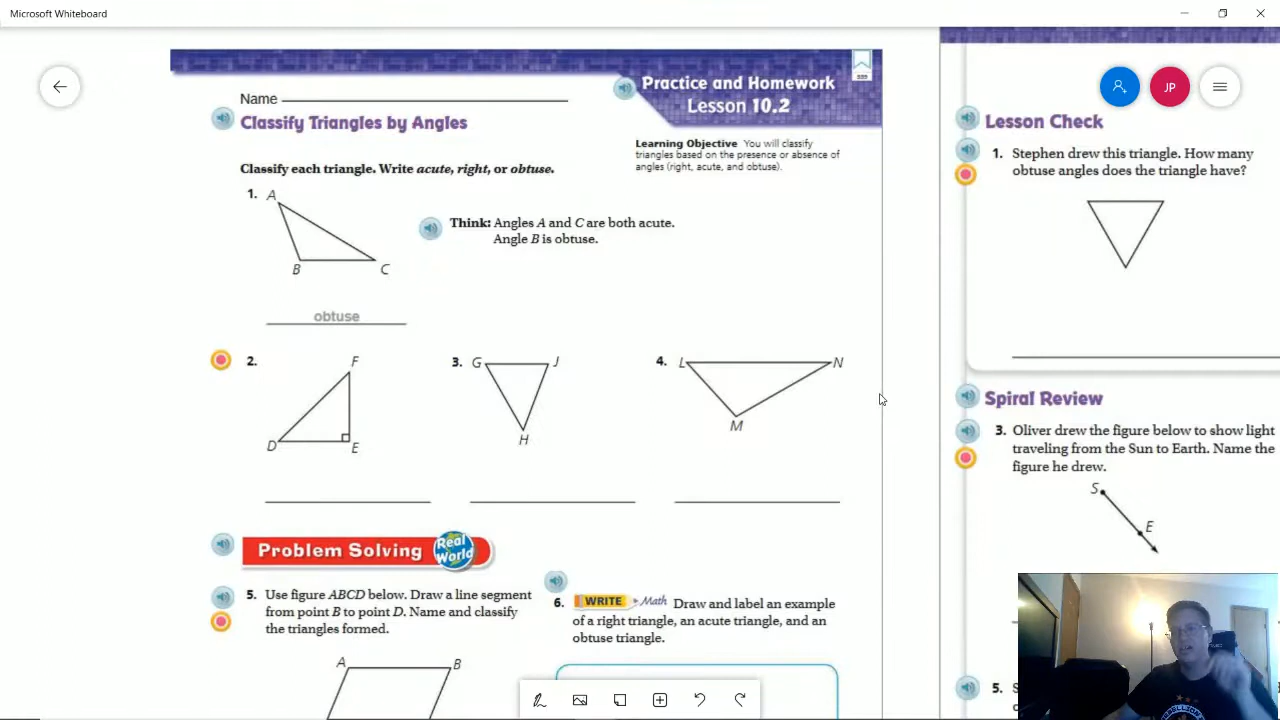 Microsoft Whiteboard
Practice and Homework
Lesson 10.2
Name
Classify Triangles by Angles
Learning Objective You will classify
triangles based on the presence or absence of
angles (right, acute, and obtuse).
Classify each triangle. Write acute, right, or obtuse.
1. A
B
C
Think: Angles A and C are both acute.
Angle B is obtuse.
obtuse
2.
F
D
E
3. G
J
H
4. L
N
M
Problem Solving
Real
World
5. Use figure ABCD below. Draw a line segment
from point B to point D. Name and classify
the triangles formed.
A
B
6. WRITE Math Draw and label an example
of a right triangle, an acute triangle, and an
obtuse triangle.
JP
Lesson Check
1. Stephen drew this triangle. How many
obtuse angles does the triangle have?
Spiral Review
3. Oliver drew the figure below to show light
traveling from the Sun to Earth. Name the
figure he drew.
S
E
5.